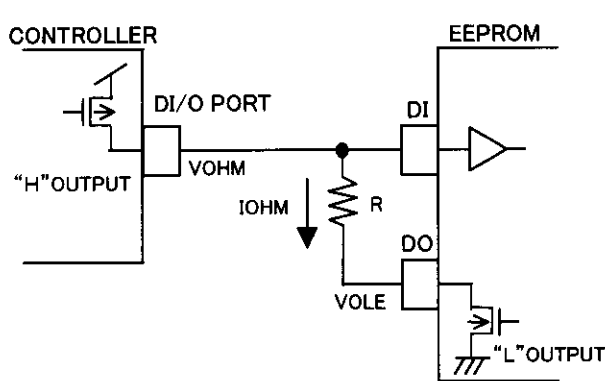 CONTROLLER
EEPROM
DI/O PORT
DI
VOHM
"H"OUTPUT
IOHM
R
DO
VOLE
"L"OUTPUT